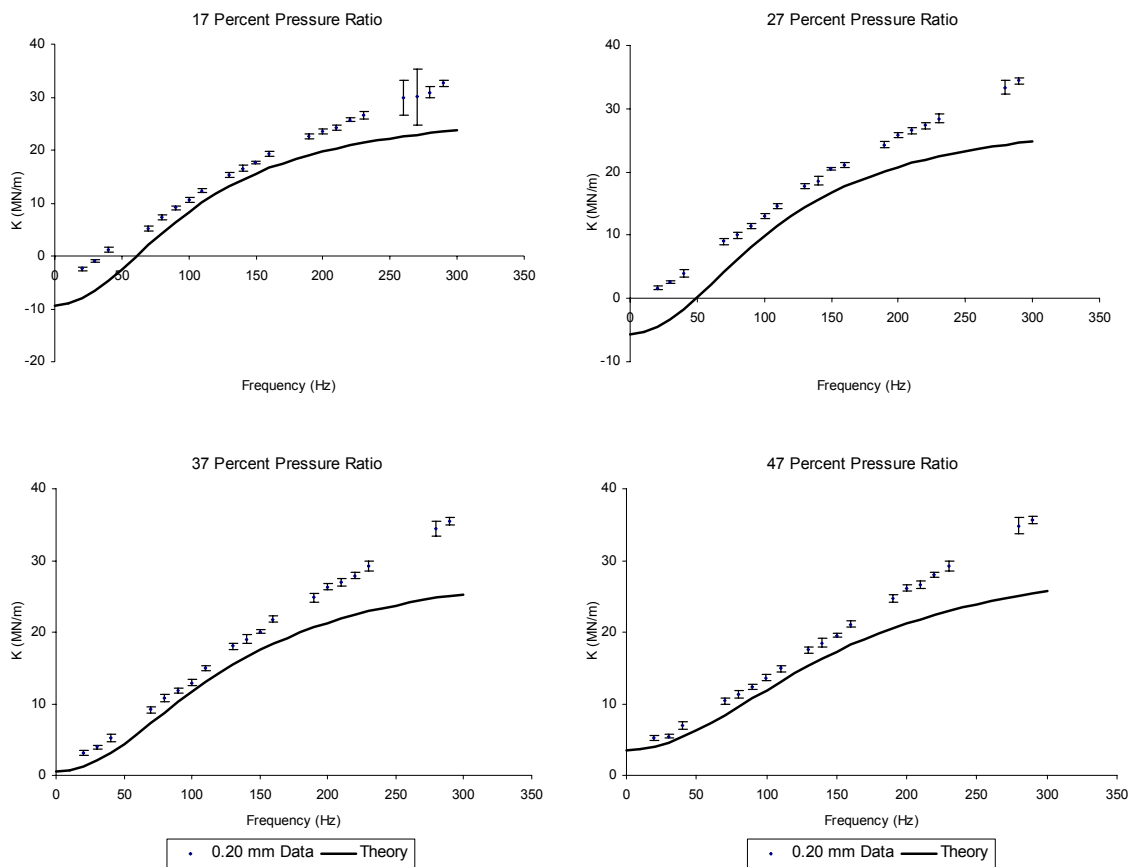 17 Percent Pressure Ratio
40
30
20
10
0
-10
-20
K (MN/m)
0 50 100 150 200 250 300 350
Frequency (Hz)
27 Percent Pressure Ratio
40
30
20
10
0
-10
K (MN/m)
0 50 100 150 200 250 300 350
Frequency (Hz)
37 Percent Pressure Ratio
40
30
20
10
0
K (MN/m)
0 50 100 150 200 250 300 350
Frequency (Hz)
47 Percent Pressure Ratio
40
30
20
10
0
K (MN/m)
0 50 100 150 200 250 300 350
Frequency (Hz)
0.20 mm Data Theory
0.20 mm Data Theory